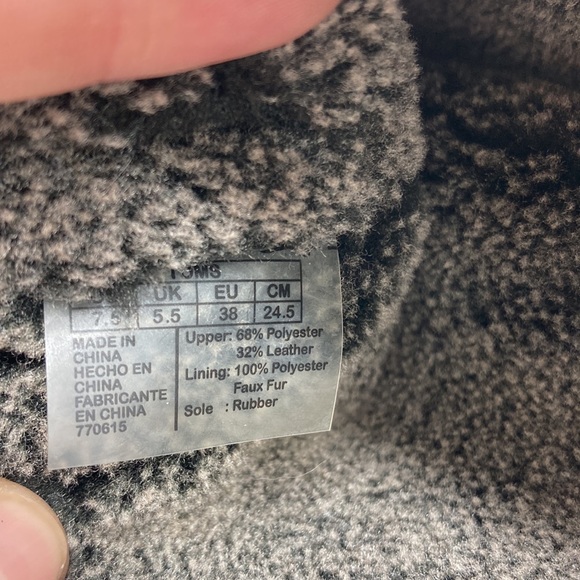 TOMS
UK EU CM
7.5 5.5 38 24.5
MADE IN
CHINA
HECHO EN
CHINA
FABRICANTE
EN CHINA
770615
Upper: 68% Polyester
32% Leather
Lining: 100% Polyester
Faux Fur
Sole : Rubber